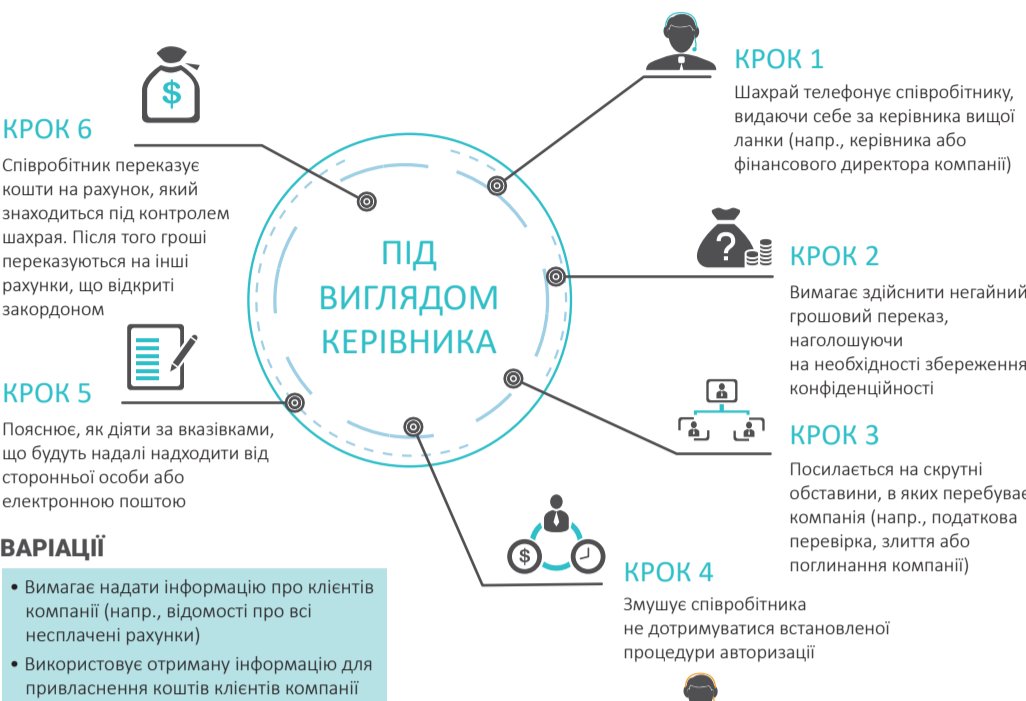 ПІД
ВИГЛЯДОМ
КЕРІВНИКА
КРОК 1
Шахрай телефонує співробітнику,
видаючи себе за керівника вищої
ланки (напр., керівника або
фінансового директора компанії)
КРОК 2
Вимагає здійснити негайний
грошовий переказ,
наголошуючи
на необхідності збереження
конфіденційності
КРОК 3
Посилається на скрутні
обставини, в яких перебуває
компанія (напр., податкова
перевірка, злиття або
поглинання компанії)
КРОК 4
Змушує співробітника
не дотримуватися встановленої
процедури авторизації
КРОК 5
Пояснює, як діяти за вказівками,
що будуть надалі надходити від
сторонньої особи або
електронною поштою
КРОК 6
$
Співробітник переказує
кошти на рахунок, який
знаходиться під контролем
шахрая. Після того гроші
переказуються на інші
рахунки, що відкриті
закордоном
?
$
ВАРІАЦІЇ
• Вимагає надати інформацію про клієнтів
компанії (напр., відомості про всі
несплачені рахунки)
• Використовує отриману інформацію для
привласнення коштів клієнтів компанії